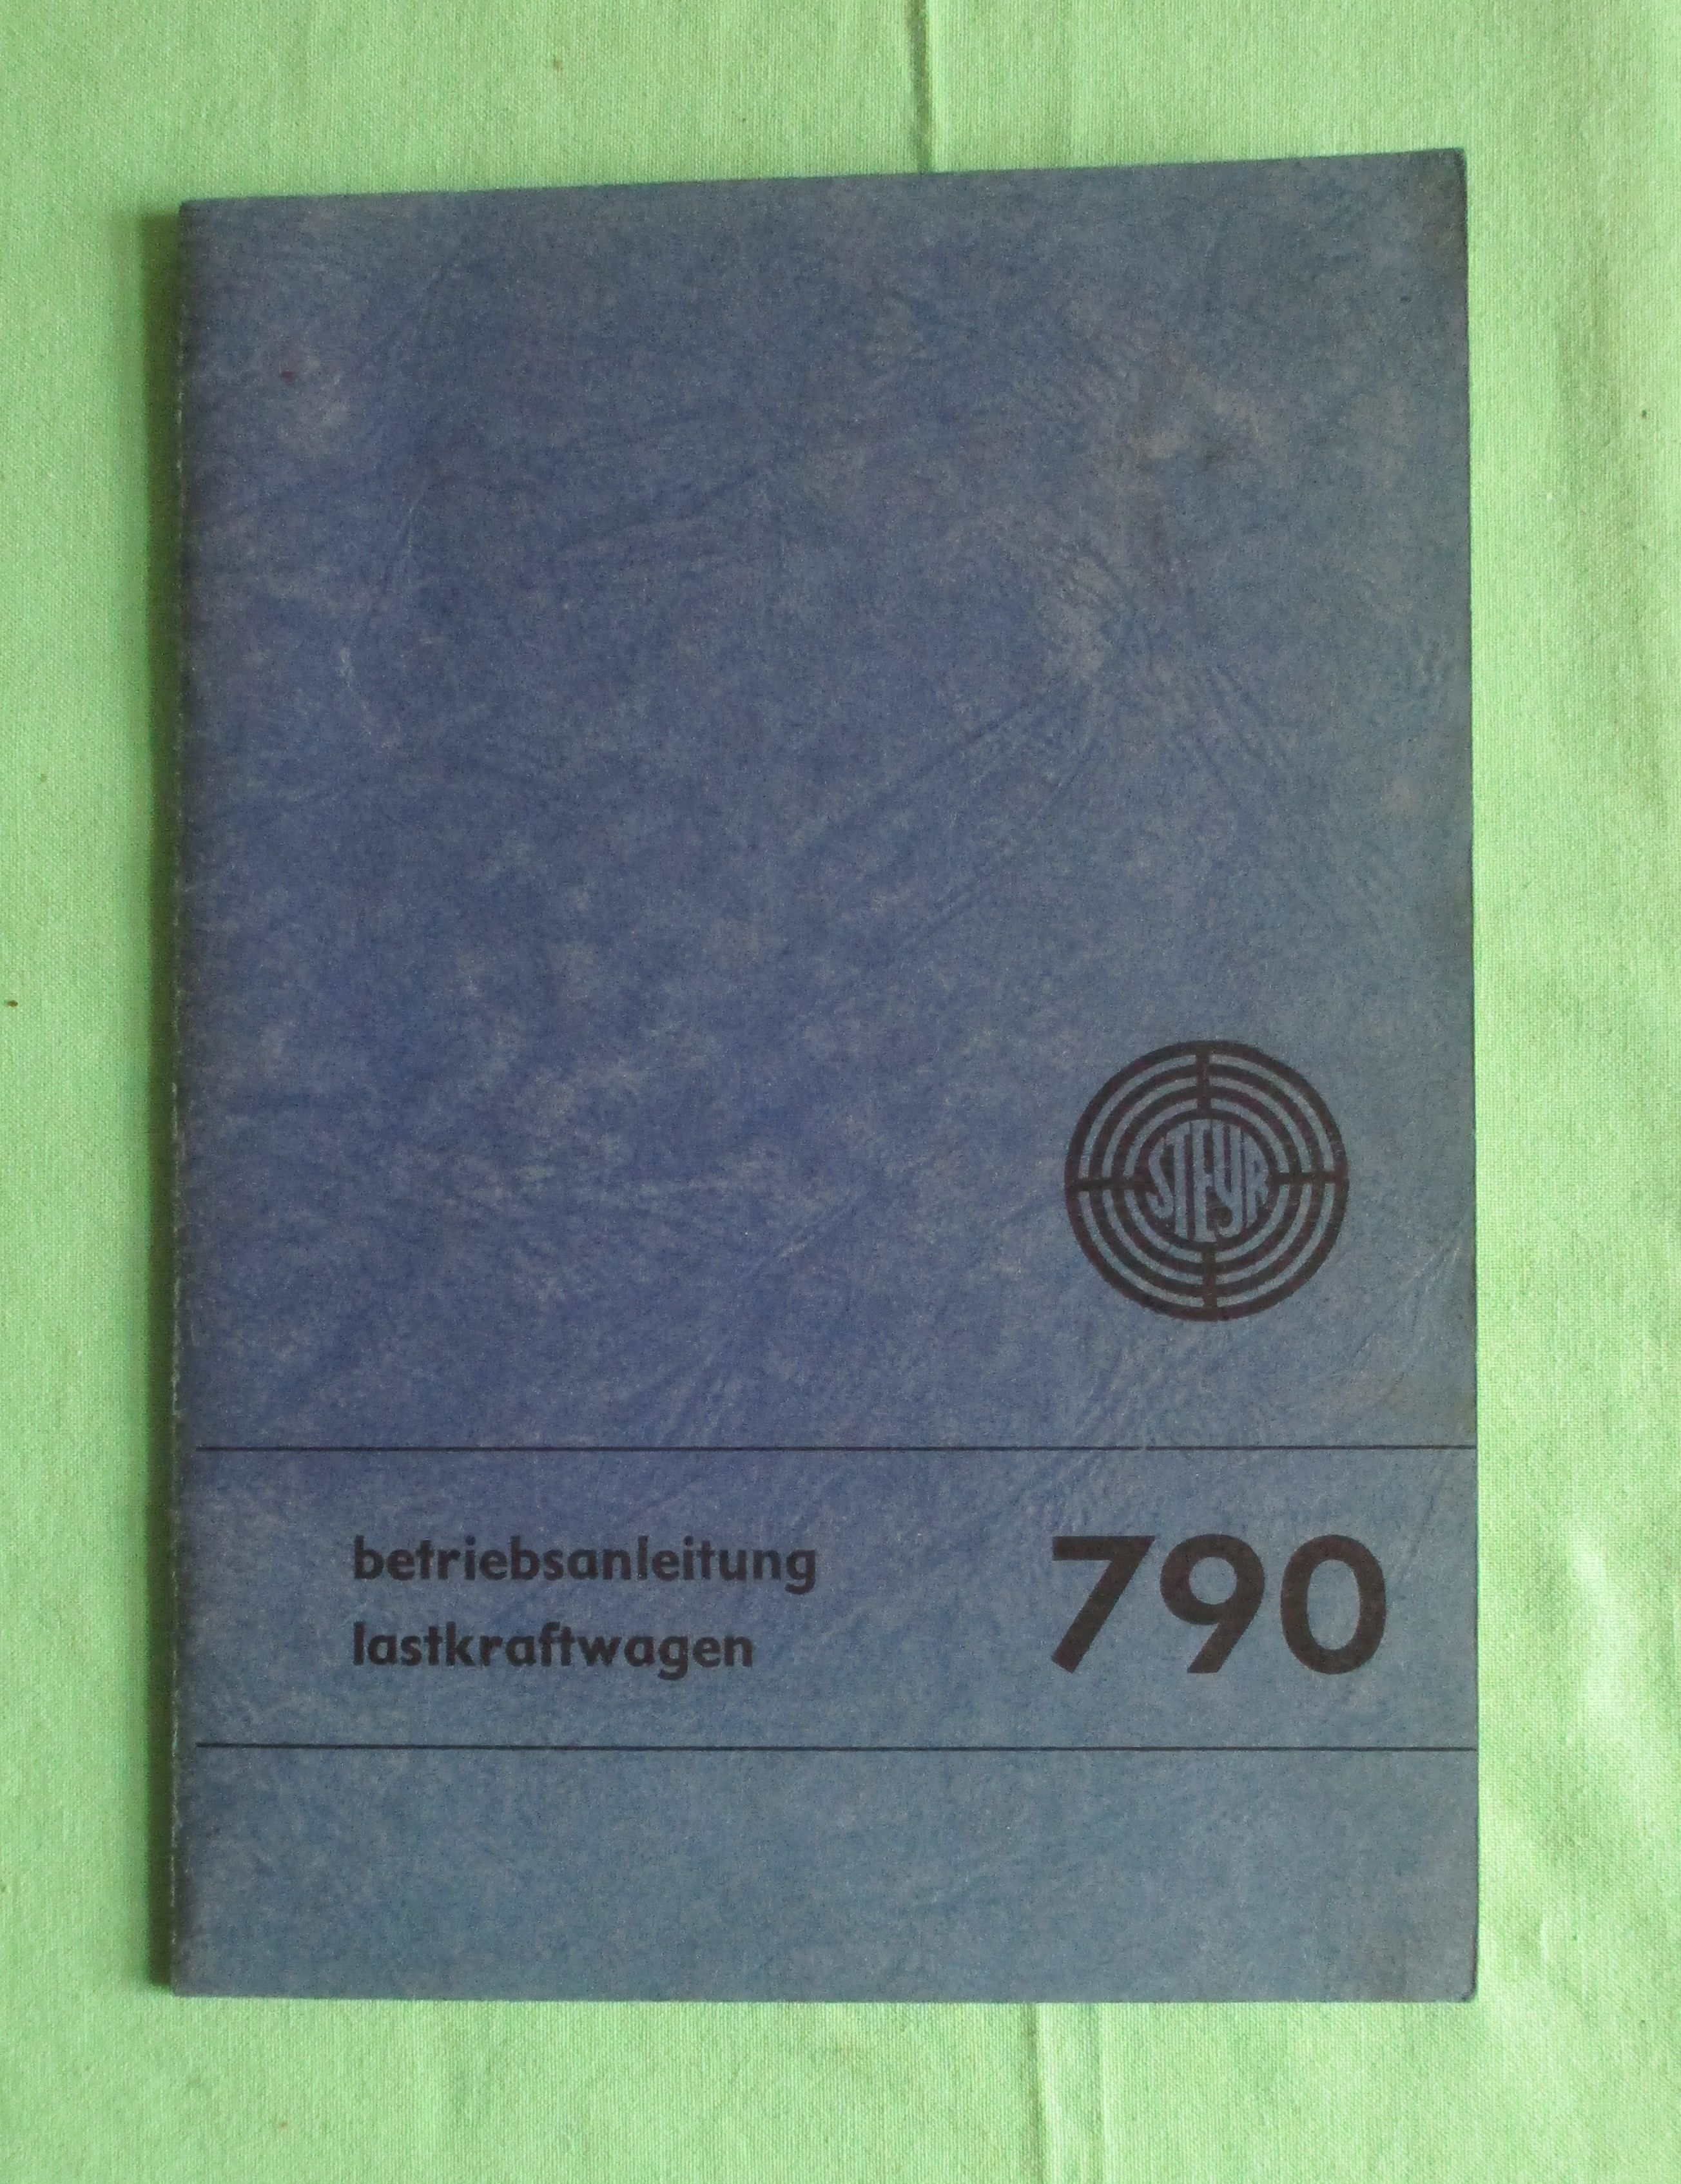 STEYR
betriebsanleitung
lastkraftwagen
790